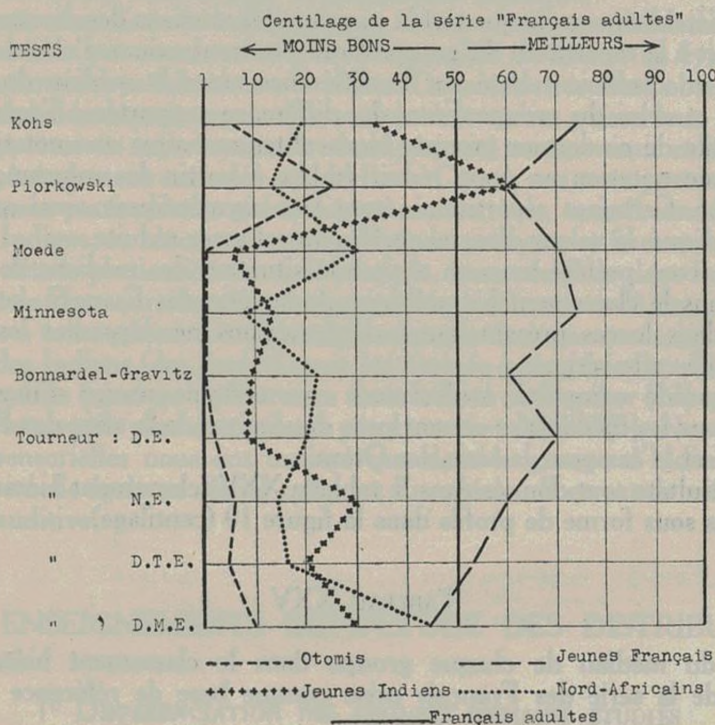 Centilage de la série "Français adultes"
TESTS
MOINS BONS
MEILLEURS
1 10 20 30 40 50 60 70 80 90 100
Kohs
Piorkowski
Moede
Minnesota
Bonnardel-Gravitz
Tourneur : D.E.
" N.E.
" D.T.E.
" D.M.E.
Otomis
Jeunes Français
Jeunes Indiens
Nord-Africains
Français adultes